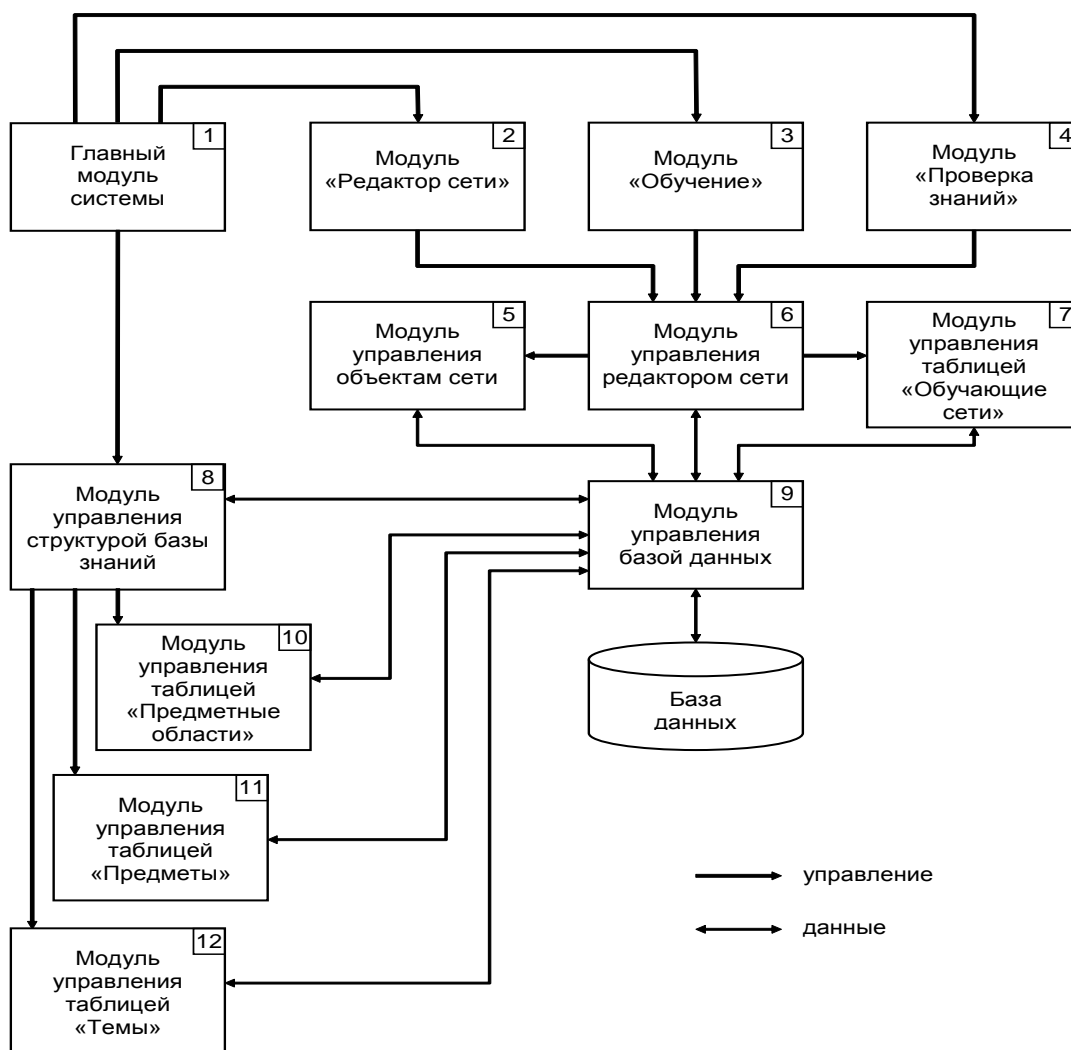 1
Главный
модуль
системы
2
Модуль
«Редактор сети»
3
Модуль
«Обучение»
4
Модуль
«Проверка
знаний»
5
Модуль
управления
объектам сети
6
Модуль
управления
редактором сети
7
Модуль
управления
таблицей
«Обучающие
сети»
8
Модуль
управления
структурой базы
знаний
9
Модуль
управления
базой данных
10
Модуль
управления
таблицей
«Предметные
области»
База
данных
11
Модуль
управления
таблицей
«Предметы»
управление
данные
12
Модуль
управления
таблицей
«Темы»